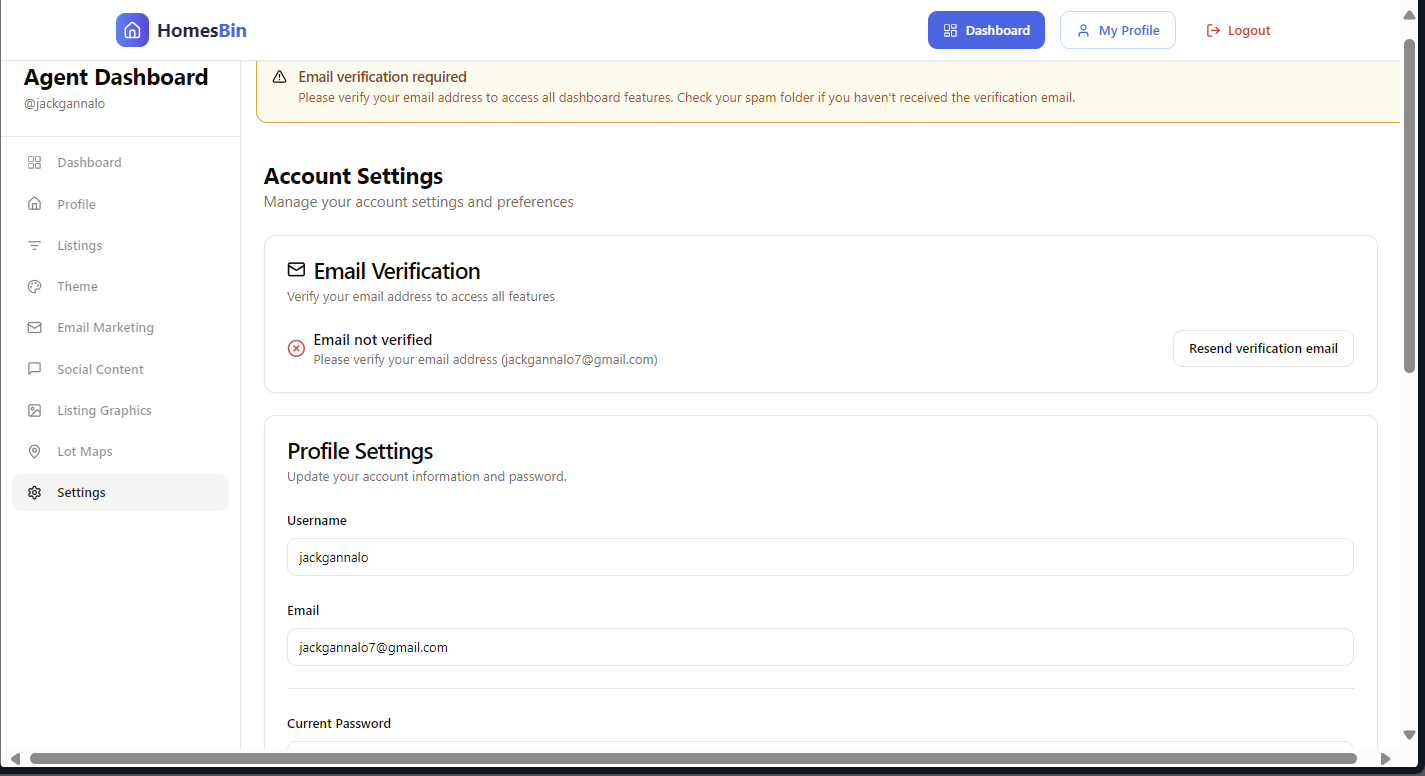 HomesBin
Dashboard
My Profile
Logout
Agent Dashboard
@jackgannalo
Dashboard
Profile
Listings
Theme
Email Marketing
Social Content
Listing Graphics
Lot Maps
Settings
Email verification required
Please verify your email address to access all dashboard features. Check your spam folder if you haven't received the verification email.
Account Settings
Manage your account settings and preferences
Email Verification
Verify your email address to access all features
Email not verified
Please verify your email address (jackgannalo7@gmail.com)
Resend verification email
Profile Settings
Update your account information and password.
Username
jackgannalo
Email
jackgannalo7@gmail.com
Current Password